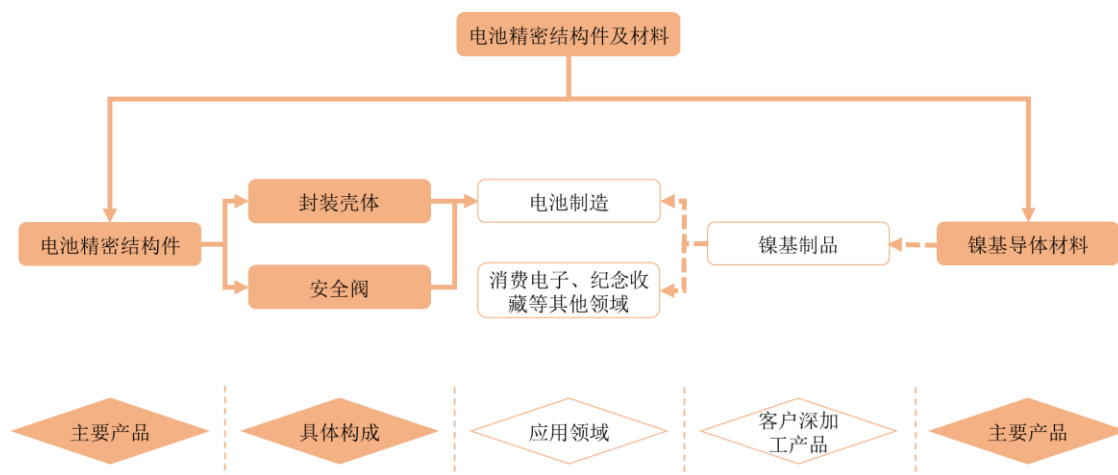 电池精密结构件及材料
封装壳体
电池制造
电池精密结构件
镍基制品
镍基导体材料
安全阀
消费电子、纪念收
藏等其他领域
主要产品
具体构成
应用领域
客户深加
工产品
主要产品